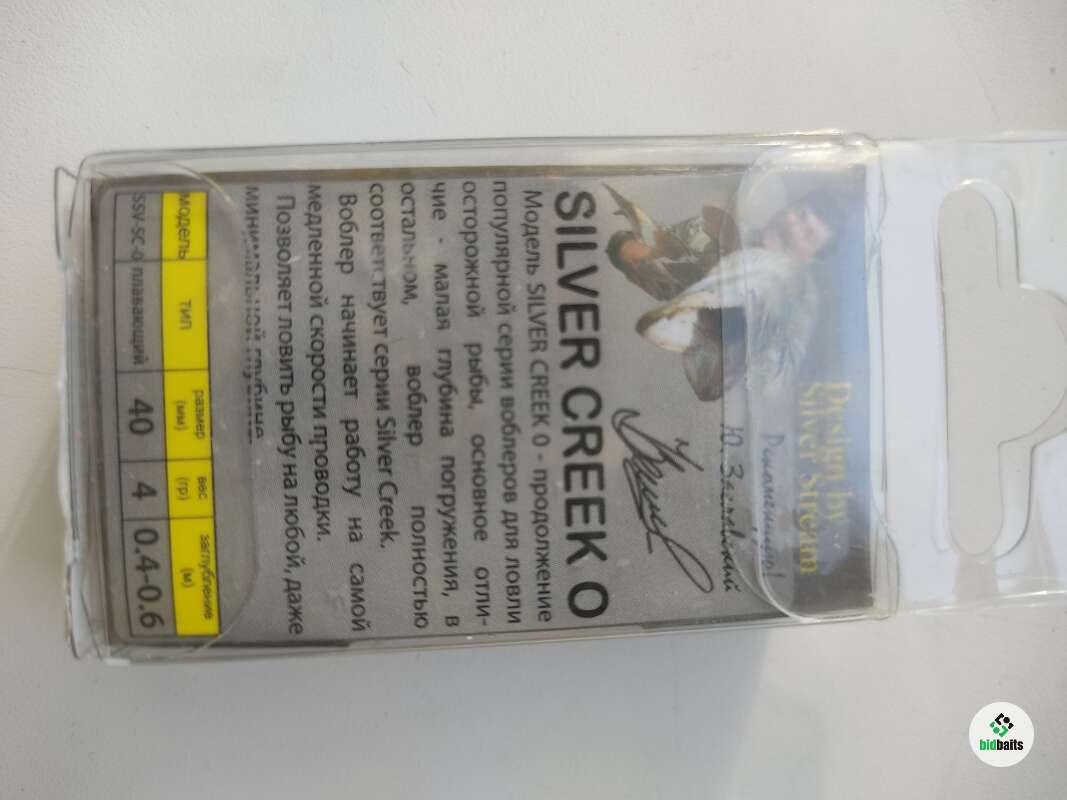 Design by
Silver Stream
Рекомендую!
SILVER CREEK O
Модель SILVER CREEK 0 - продолжение
популярной серии воблеров для ловли
осторожной рыбы, основное отли-
чие - малая глубина погружения, в
остальном, воблер полностью
соответствует серии Silver Creek.
Воблер начинает работу на самой
медленной скорости проводки.
Позволяет ловить рыбу на любой, даже
минимальной глубине.
модель тип размер (мм) вес (гр) заглубление (м)
SSV-SC-0 плавающий 40 4 0.4-0.6
bidbaits